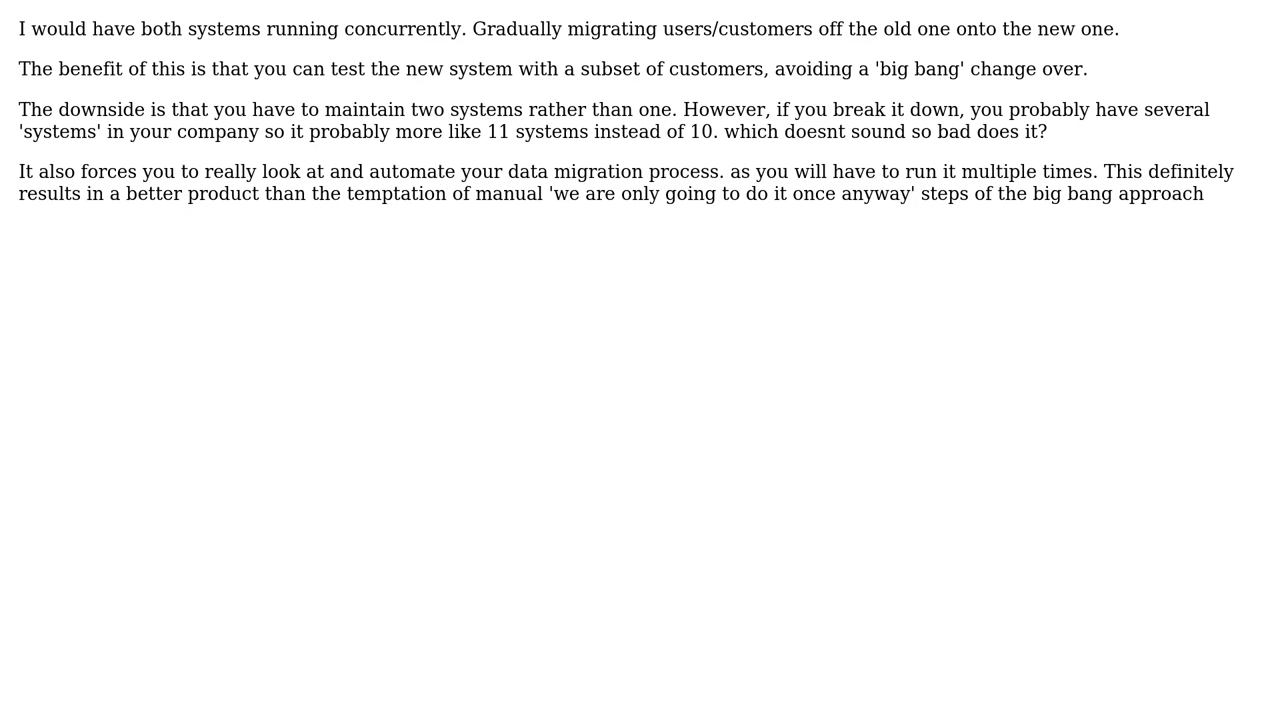 I would have both systems running concurrently. Gradually migrating users/customers off the old one onto the new one.
The benefit of this is that you can test the new system with a subset of customers, avoiding a 'big bang' change over.
The downside is that you have to maintain two systems rather than one. However, if you break it down, you probably have several
'systems' in your company so it probably more like 11 systems instead of 10. which doesnt sound so bad does it?
It also forces you to really look at and automate your data migration process. as you will have to run it multiple times. This definitely
results in a better product than the temptation of manual 'we are only going to do it once anyway' steps of the big bang approach